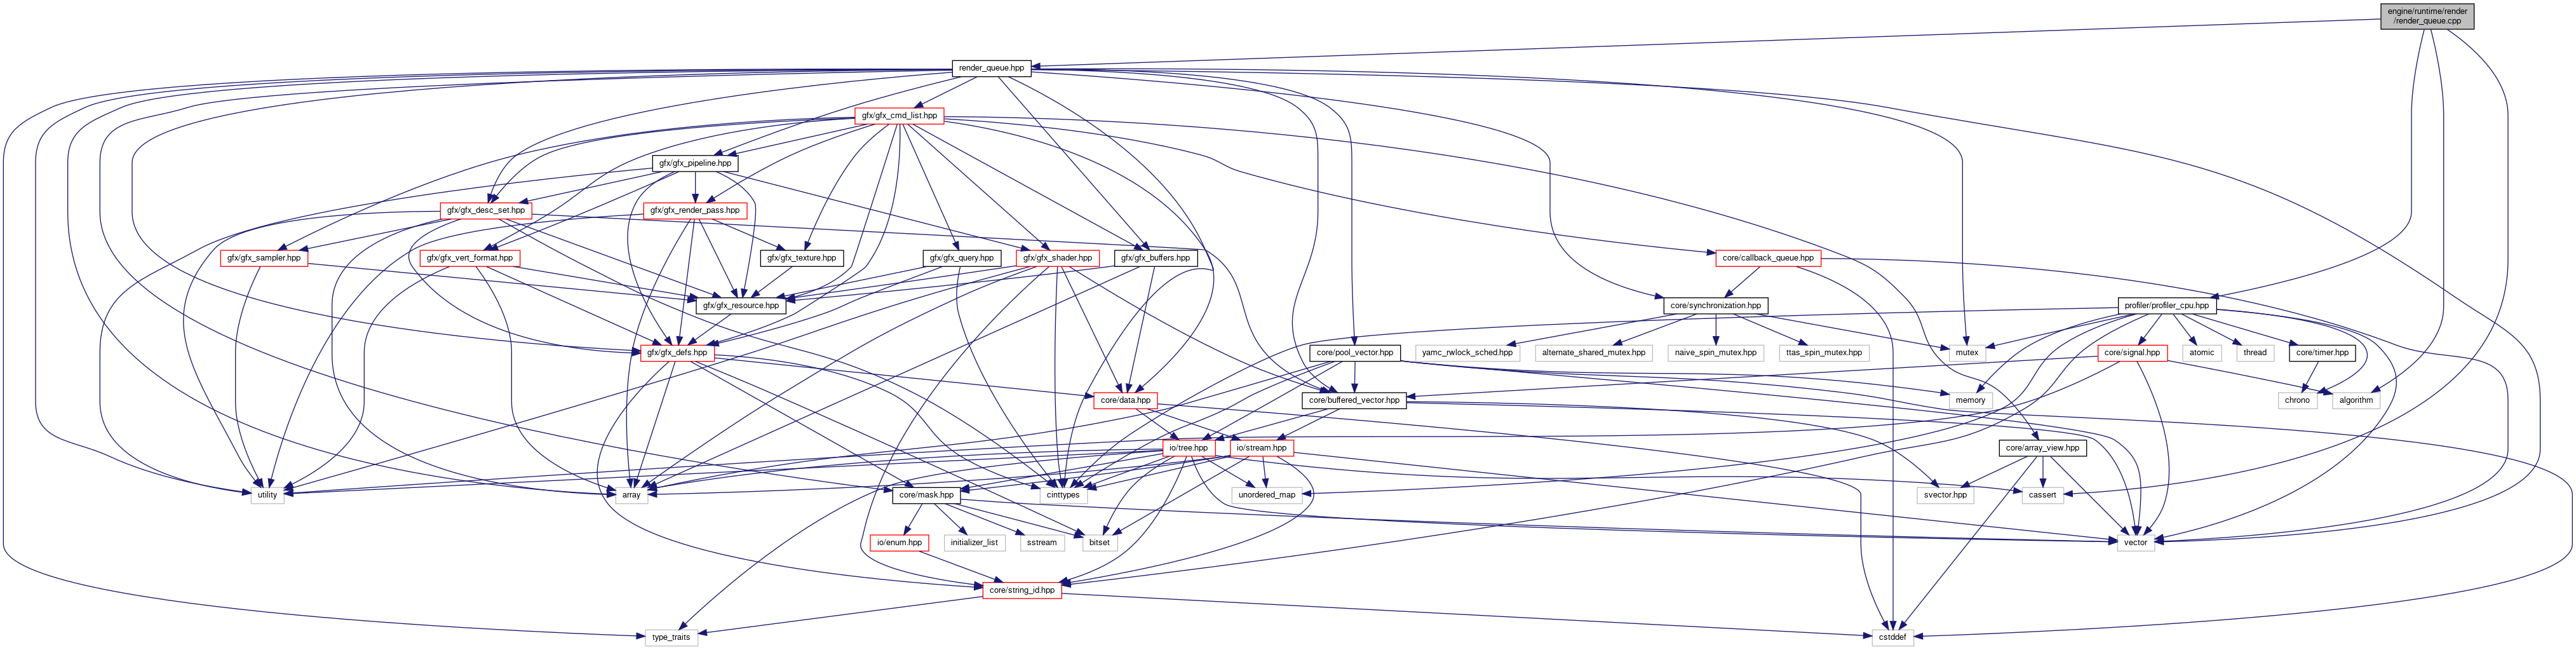 engine/runtime/render
/render_queue.cpp
render_queue.hpp
gfx/gfx_cmd_list.hpp
gfx/gfx_pipeline.hpp
gfx/gfx_desc_set.hpp
gfx/gfx_render_pass.hpp
gfx/gfx_sampler.hpp
gfx/gfx_vert_format.hpp
gfx/gfx_texture.hpp
gfx/gfx_query.hpp
gfx/gfx_shader.hpp
gfx/gfx_buffers.hpp
core/callback_queue.hpp
gfx/gfx_resource.hpp
core/synchronization.hpp
profiler/profiler_cpu.hpp
gfx/gfx_defs.hpp
core/pool_vector.hpp
yamc_rwlock_sched.hpp
alternate_shared_mutex.hpp
naive_spin_mutex.hpp
ttas_spin_mutex.hpp
mutex
core/signal.hpp
atomic
thread
core/timer.hpp
core/data.hpp
core/buffered_vector.hpp
memory
chrono
algorithm
io/tree.hpp
io/stream.hpp
core/array_view.hpp
utility
array
core/mask.hpp
cinttypes
unordered_map
svector.hpp
cassert
io/enum.hpp
initializer_list
sstream
bitset
vector
core/string_id.hpp
type_traits
cstddef